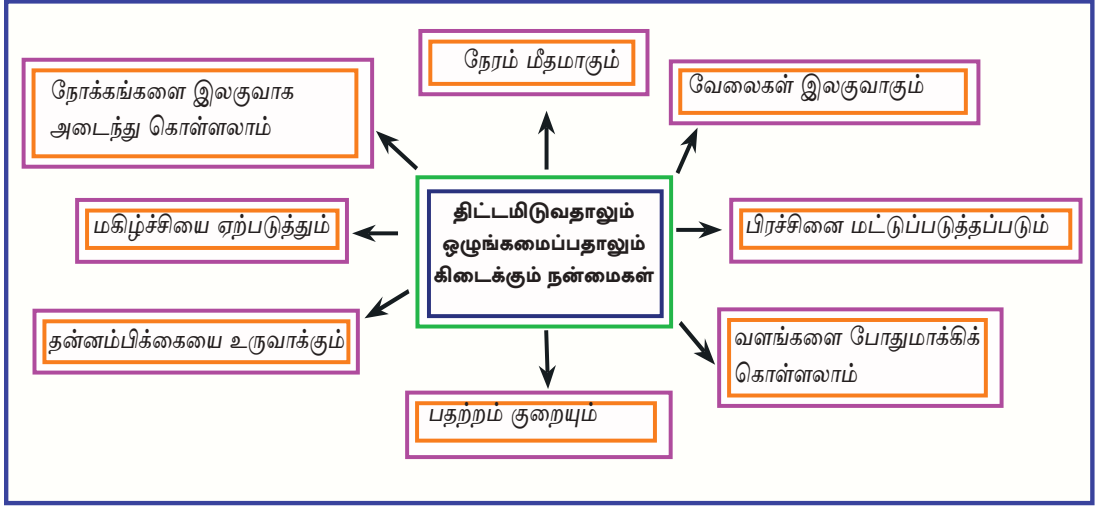 நேரம் மீதமாகும்
நோக்கங்களை இலகுவாக
அடைந்து கொள்ளலாம்
வேலைகள் இலகுவாகும்
திட்டமிடுவதாலும்
ஒழுங்கமைப்பதாலும்
கிடைக்கும் நன்மைகள்
மகிழ்ச்சியை ஏற்படுத்தும்
பிரச்சினை மட்டுப்படுத்தப்படும்
தன்னம்பிக்கையை உருவாக்கும்
வளங்களை போதுமாக்கிக்
கொள்ளலாம்
பதற்றம் குறையும்